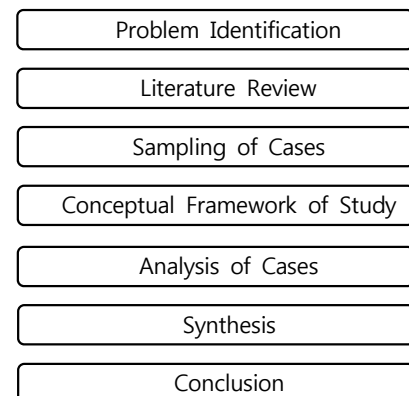 Problem Identification
Literature Review
Sampling of Cases
Conceptual Framework of Study
Analysis of Cases
Synthesis
Conclusion